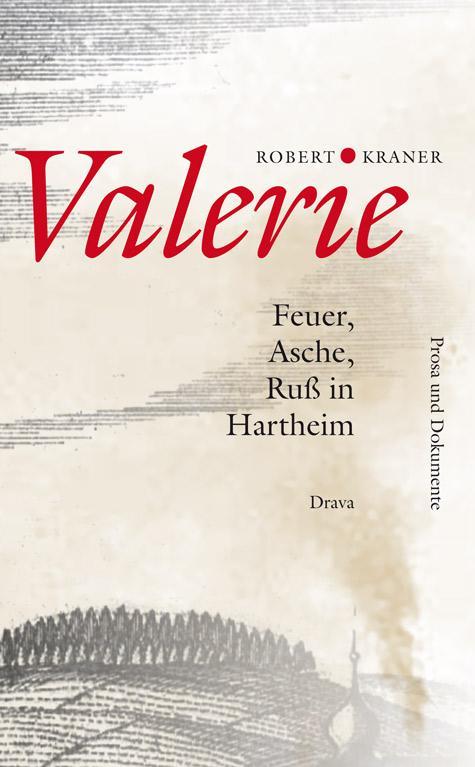 ROBERT • KRANER
Valerie
Feuer,
Asche,
Ruß in
Hartheim
Prosa und Dokumente
Drava